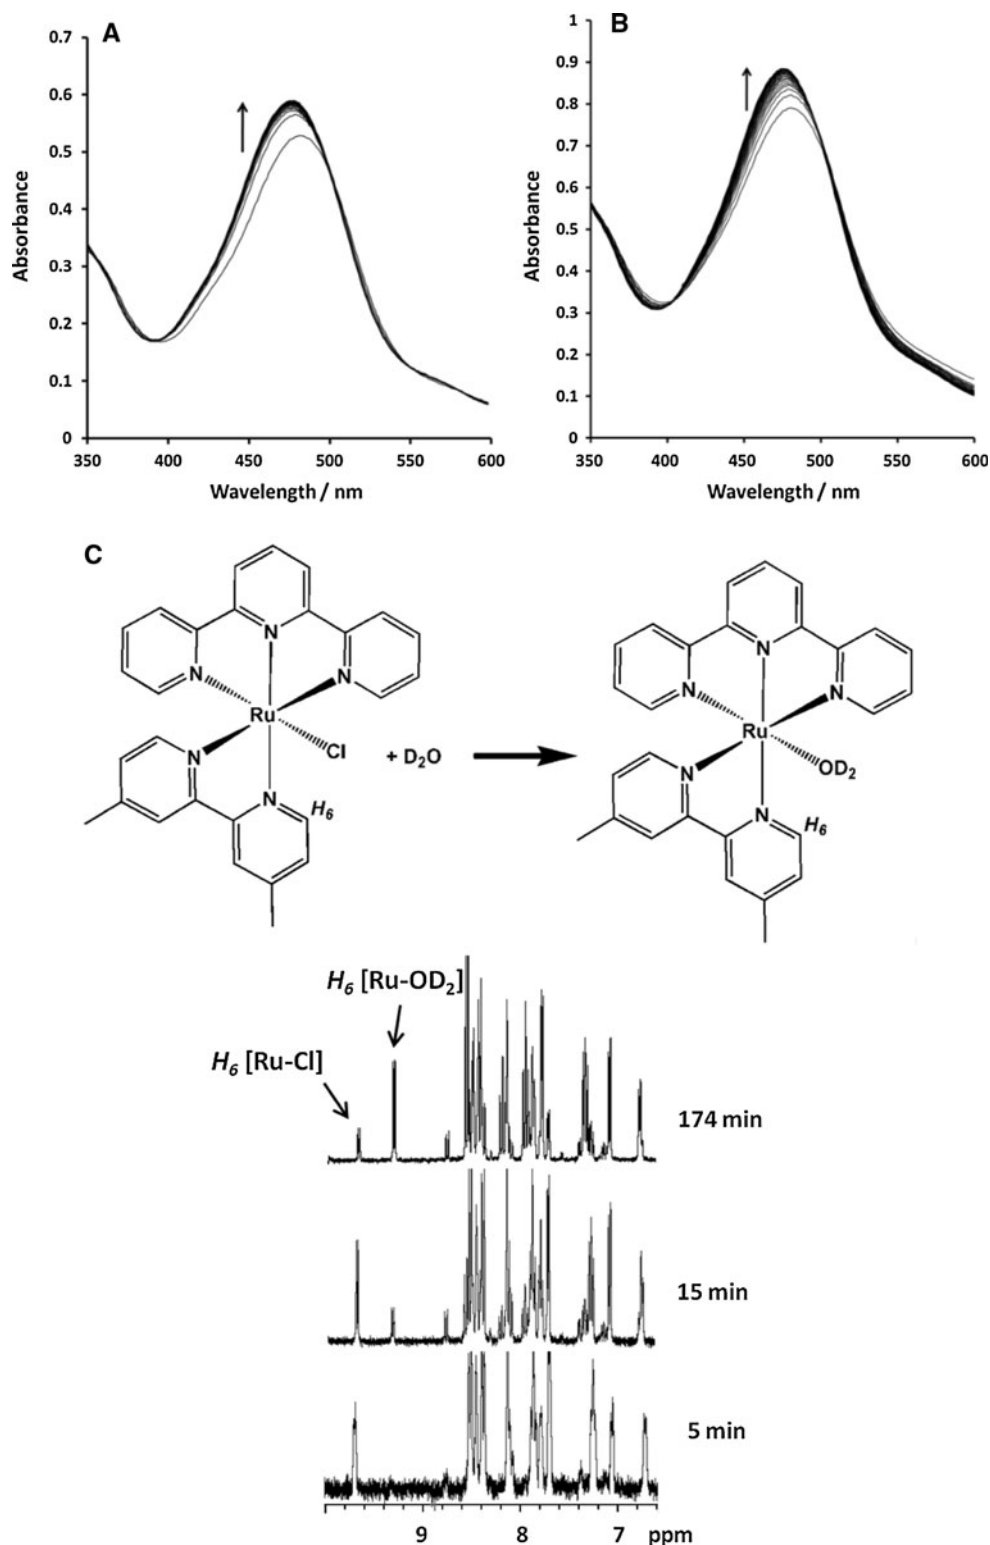 A
0.7
0.6
0.5
0.4
0.3
0.2
0.1
0
350 400 450 500 550 600
Absorbance
Wavelength / nm
B
1
0.9
0.8
0.7
0.6
0.5
0.4
0.3
0.2
0.1
0
350 400 450 500 550 600
Absorbance
Wavelength / nm
C
N
N N
Ru
Cl
N
N
H6
+ D2O
N
N N
Ru
OD2
N
N
H6
H6 [Ru-OD2]
H6 [Ru-Cl]
174 min
15 min
5 min
9 8 7 ppm